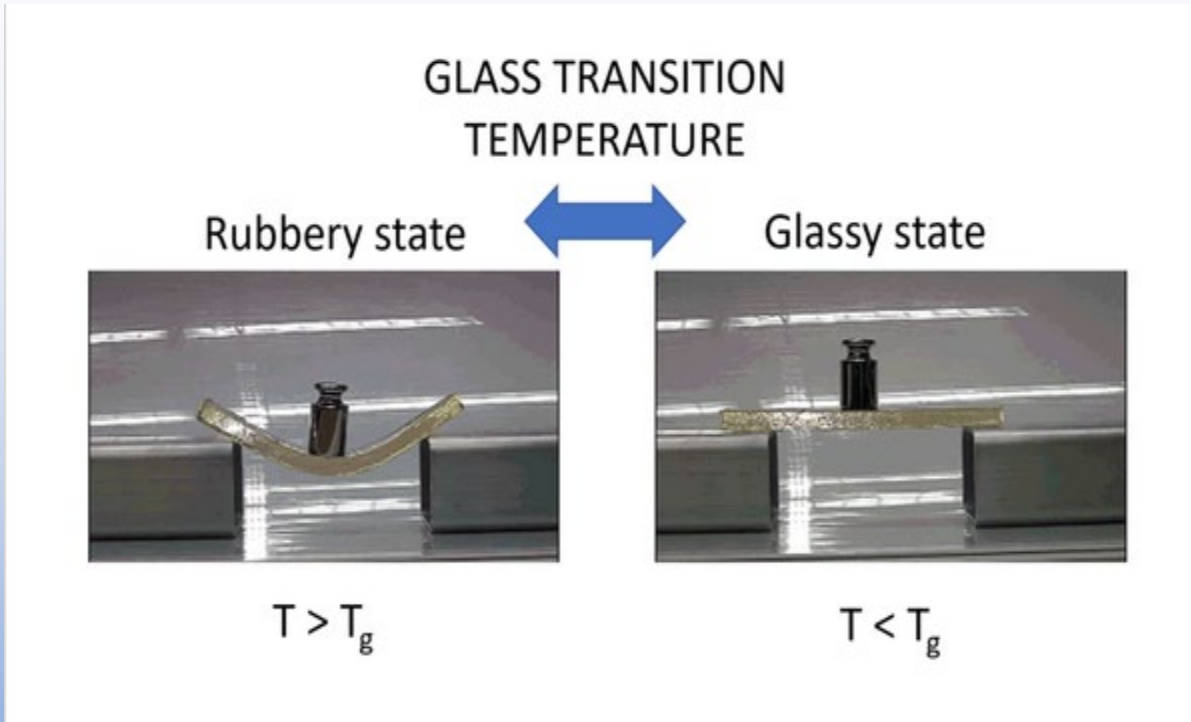 GLASS TRANSITION
TEMPERATURE
Rubbery state
Glassy state
T > Tg
T < Tg